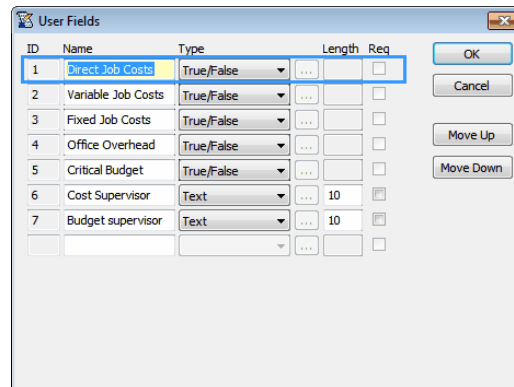 User Fields
ID Name Type Length Req
1 Direct Job Costs True/False ...
2 Variable Job Costs True/False ...
3 Fixed Job Costs True/False ...
4 Office Overhead True/False ...
5 Critical Budget True/False ...
6 Cost Supervisor Text ... 10
7 Budget supervisor Text ... 10
...
OK
Cancel
Move Up
Move Down